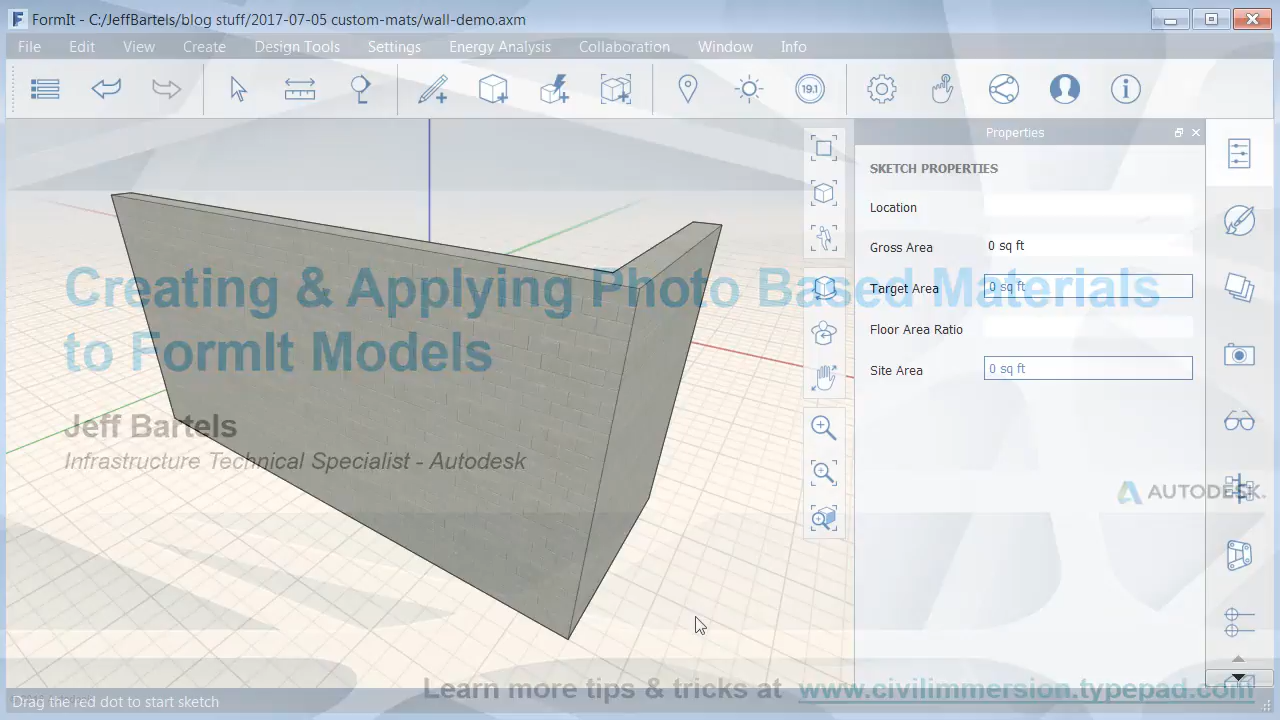 FormIt - C:/JeffBartels/blog stuff/2017-07-05 custom-mats/wall-demo.axm
File Edit View Create Design Tools Settings Energy Analysis Collaboration Window Info
19.1
Properties
SKETCH PROPERTIES
Location
Gross Area 0 sq ft
Target Area 0 sq ft
Floor Area Ratio
Site Area 0 sq ft
Creating & Applying Photo Based Materials
to FormIt Models
Jeff Bartels
Infrastructure Technical Specialist - Autodesk
AUTODESK.
Learn more tips & tricks at www.civilimmersion.typepad.com
Drag the red dot to start sketch